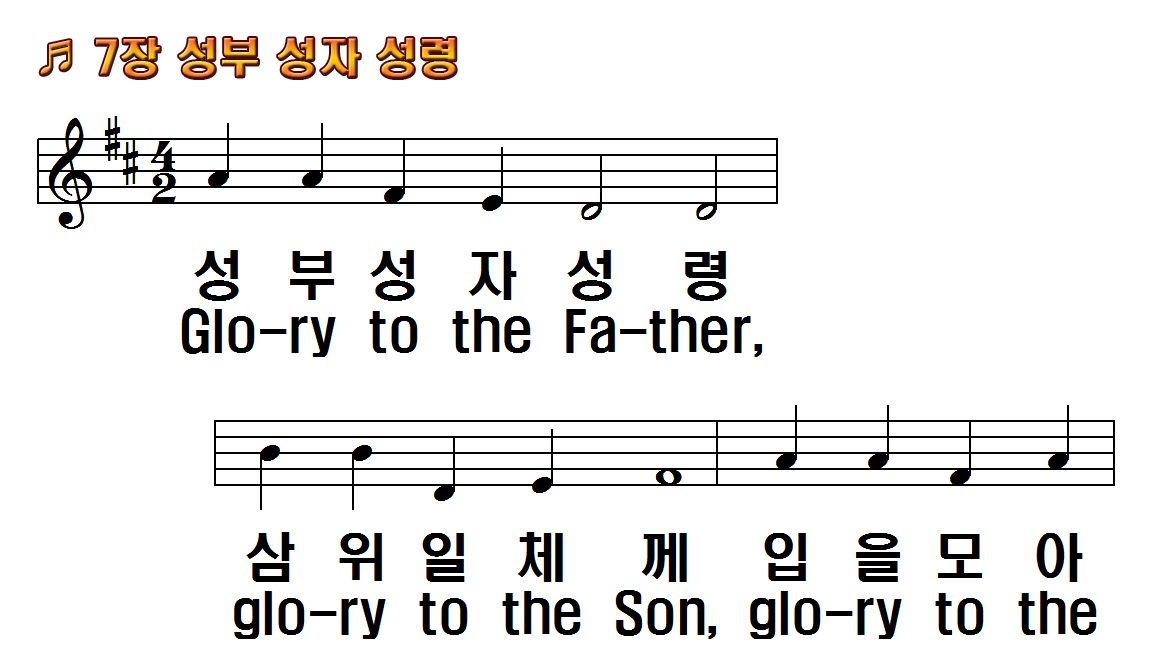 7장 성부 성자 성령
4
2
성 부 성 자 성 령
Glo-ry to the Fa-ther,
삼 위 일 체 께 입 을 모 아
glo-ry to the Son, glo-ry to the